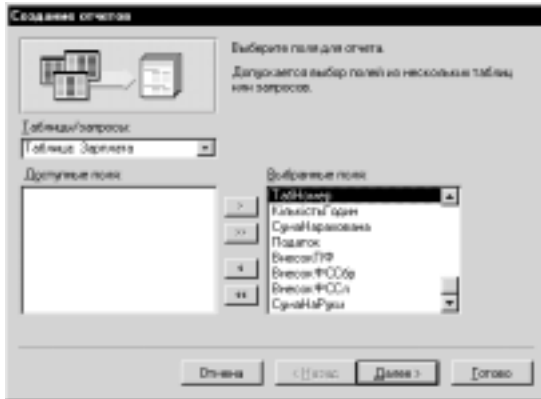 Создание отчетов
Выберите поля для отчета.
Допускается выбор полей из нескольких таблиц
или запросов.
Таблицы/запросы:
Таблица: Зарплата
Доступные поля:
Выбранные поля:
ТабНомер
КількістьГодин
СумаНарахована
Податок
ВнесокПФ
ВнесокФССбр
ВнесокФССл
СумаНаРуки
>
>>
<
<<
Отмена
< Назад
Далее >
Готово